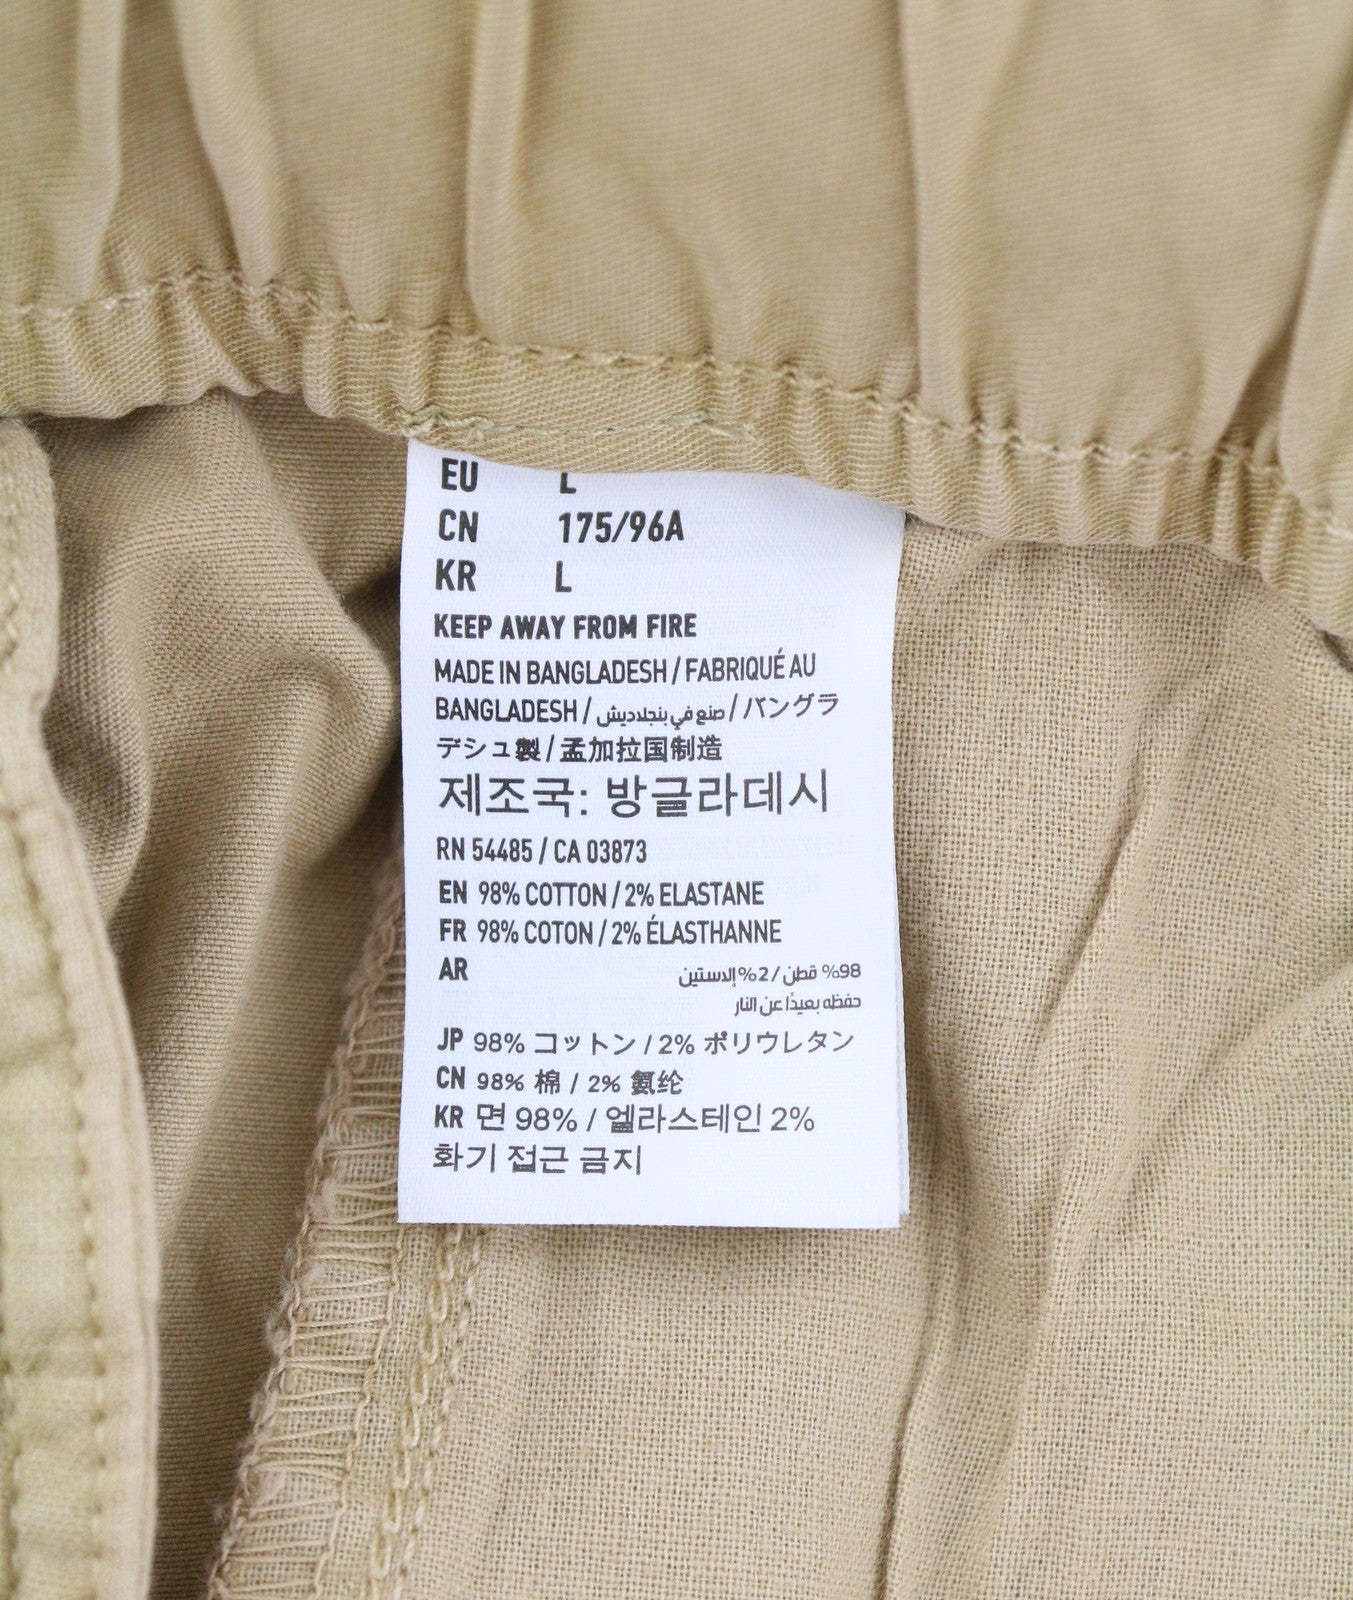 EU L
CN 175/96A
KR L
KEEP AWAY FROM FIRE
MADE IN BANGLADESH / FABRIQUÉ AU
BANGLADESH / صنع في بنجلاديش / バングラ
デシュ製 / 孟加拉国制造
제조국: 방글라데시
RN 54485 / CA 03873
EN 98% COTTON / 2% ELASTANE
FR 98% COTON / 2% ÉLASTHANNE
AR 98% قطن / 2% إلاستين
حفظه بعيدًا عن النار
JP 98% コットン / 2% ポリウレタン
CN 98% 棉 / 2% 氨纶
KR 면 98% / 엘라스테인 2%
화기 접근 금지